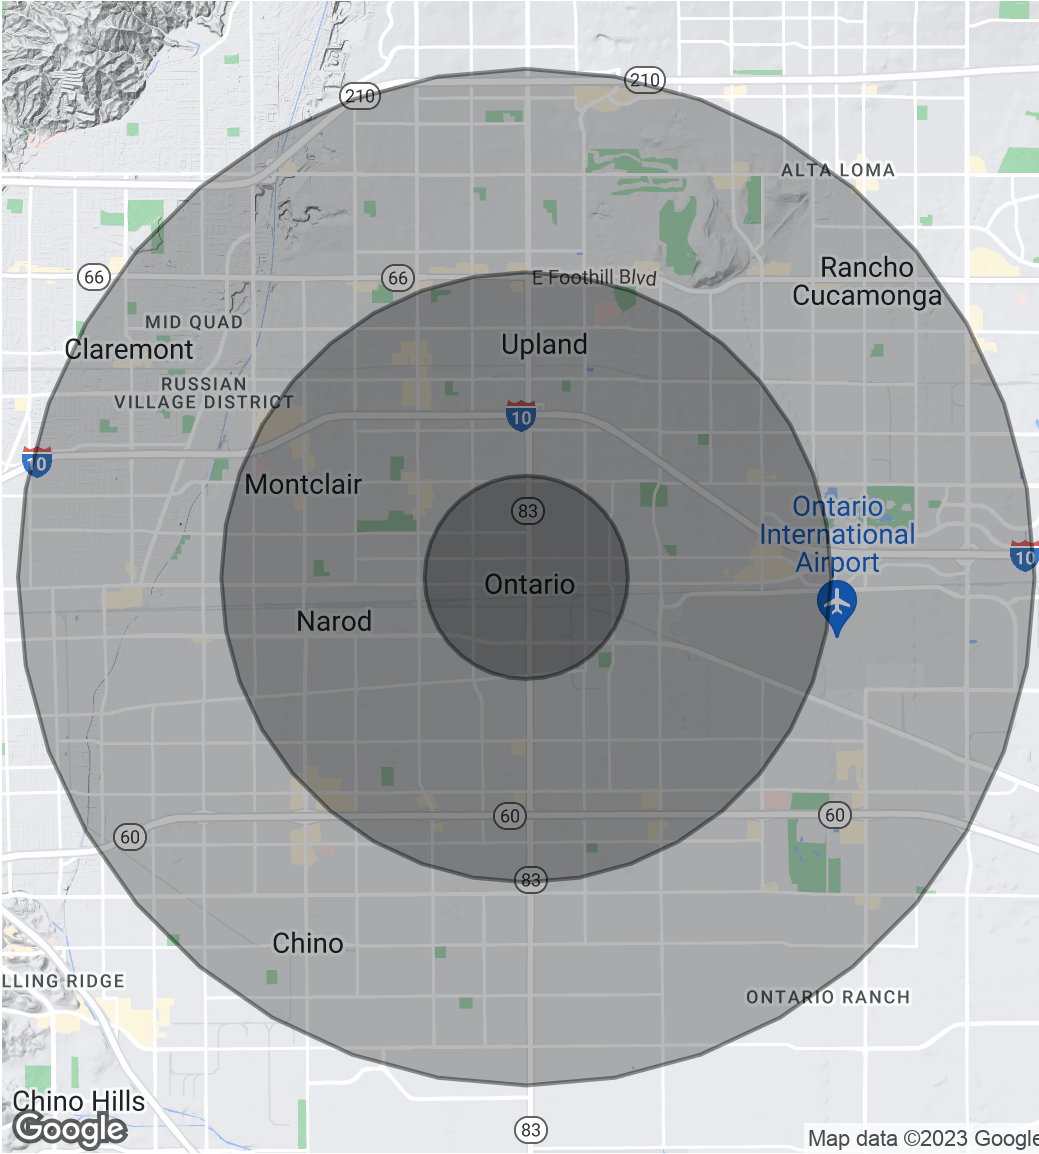 210
210
ALTA LOMA
66
66
E Foothill Blvd
Rancho
Cucamonga
MID QUAD
Claremont
Upland
RUSSIAN
VILLAGE DISTRICT
10
10
Montclair
83
Ontario
International
Airport
10
Ontario
Narod
60
60
60
83
Chino
LLING RIDGE
ONTARIO RANCH
Chino Hills
Google
83
Map data ©2023 Google